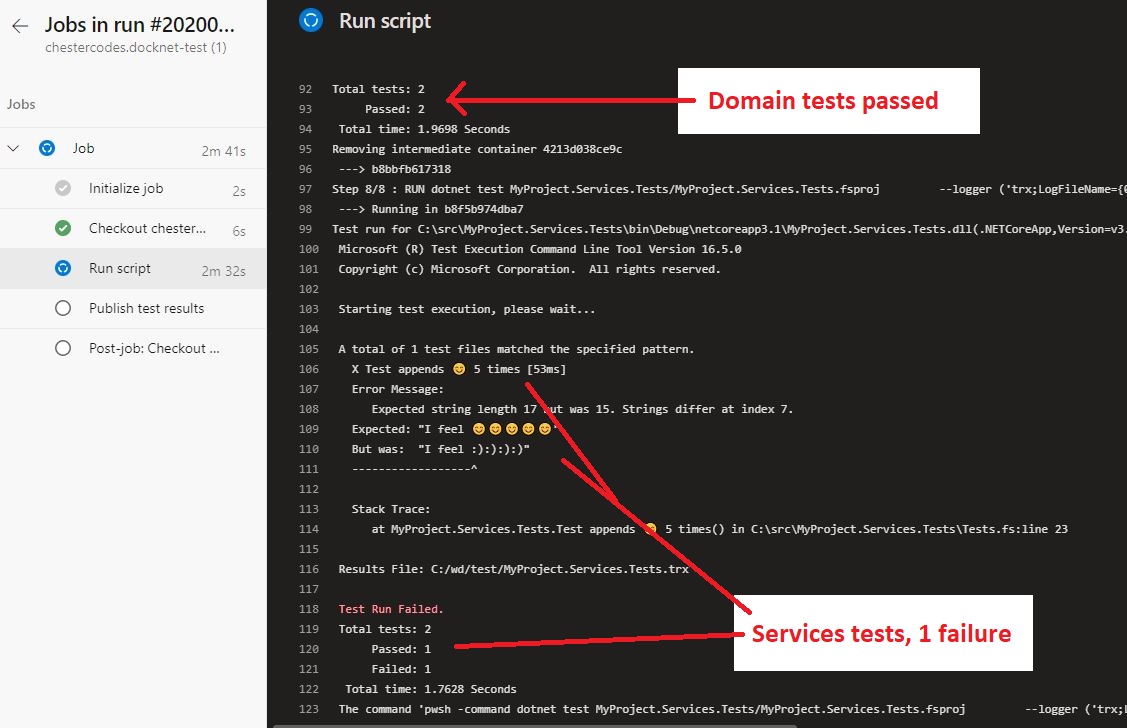 Jobs in run #20200...
chestercodes.docknet-test (1)
Jobs
Job 2m 41s
Initialize job 2s
Checkout chester... 6s
Run script 2m 32s
Publish test results
Post-job: Checkout ...
Run script
92 Total tests: 2
93 Passed: 2
94 Total time: 1.9698 Seconds
95 Removing intermediate container 4213d038ce9c
96 ---> b8bbfb617318
97 Step 8/8 : RUN dotnet test MyProject.Services.Tests/MyProject.Services.Tests.fsproj --logger ('trx;LogFileName={0
98 ---> Running in b8f5b974dba7
99 Test run for C:\src\MyProject.Services.Tests\bin\Debug\netcoreapp3.1\MyProject.Services.Tests.dll(.NETCoreApp,Version=v3.
100 Microsoft (R) Test Execution Command Line Tool Version 16.5.0
101 Copyright (c) Microsoft Corporation. All rights reserved.
102
103 Starting test execution, please wait...
104
105 A total of 1 test files matched the specified pattern.
106 X Test appends 😊 5 times [53ms]
107 Error Message:
108 Expected string length 17 but was 15. Strings differ at index 7.
109 Expected: "I feel 😊😊😊😊😊"
110 But was: "I feel :):):):)"
111 ------------------^
112
113 Stack Trace:
114 at MyProject.Services.Tests.Test appends 😊 5 times() in C:\src\MyProject.Services.Tests\Tests.fs:line 23
115
116 Results File: C:/wd/test/MyProject.Services.Tests.trx
117
118 Test Run Failed.
119 Total tests: 2
120 Passed: 1
121 Failed: 1
122 Total time: 1.7628 Seconds
123 The command 'pwsh -command dotnet test MyProject.Services.Tests/MyProject.Services.Tests.fsproj --logger ('trx;L
Domain tests passed
Services tests, 1 failure